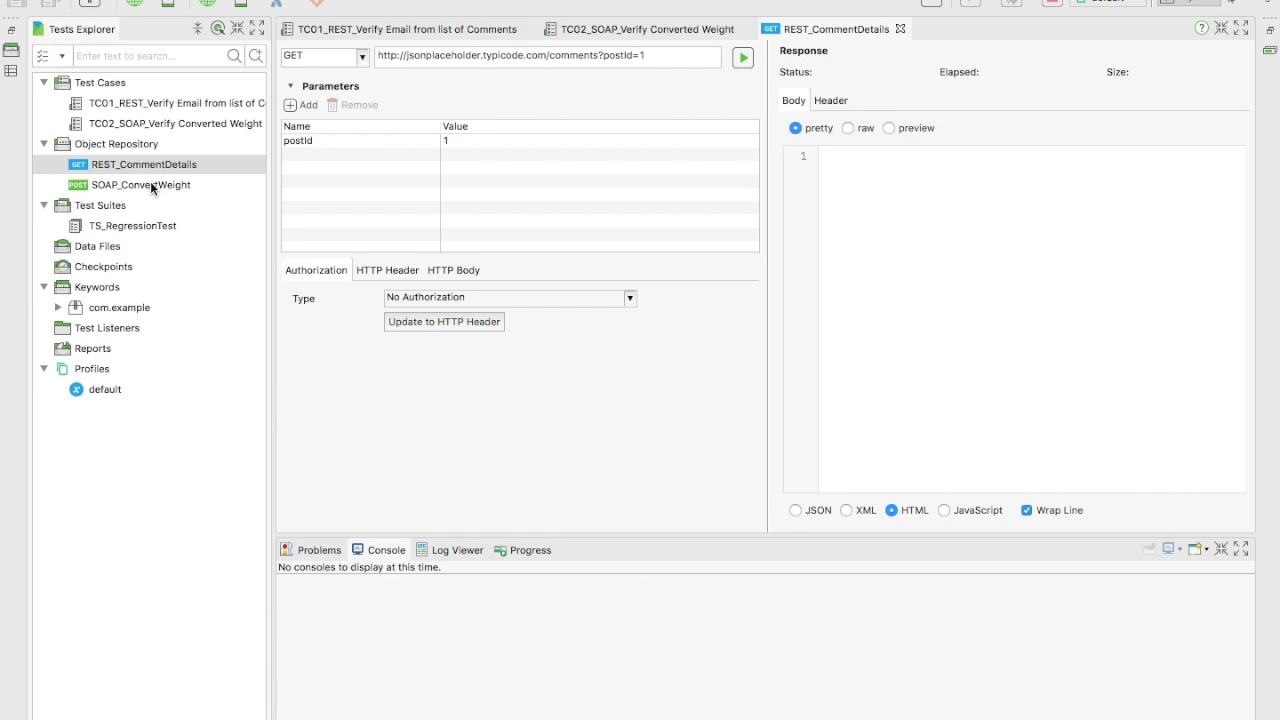 Tests Explorer
TC01_REST_Verify Email from list of Comments
TC02_SOAP_Verify Converted Weight
GET REST_CommentDetails
Enter text to search...
Test Cases
TC01_REST_Verify Email from list of C
TC02_SOAP_Verify Converted Weight
Object Repository
GET REST_CommentDetails
POST SOAP_ConvertWeight
Test Suites
TS_RegressionTest
Data Files
Checkpoints
Keywords
com.example
Test Listeners
Reports
Profiles
default
GET
http://jsonplaceholder.typicode.com/comments?postId=1
Parameters
Add Remove
Name Value
postId 1
Authorization HTTP Header HTTP Body
Type No Authorization
Update to HTTP Header
Response
Status: Elapsed: Size:
Body Header
pretty raw preview
1
JSON XML HTML JavaScript Wrap Line
Problems Console Log Viewer Progress
No consoles to display at this time.